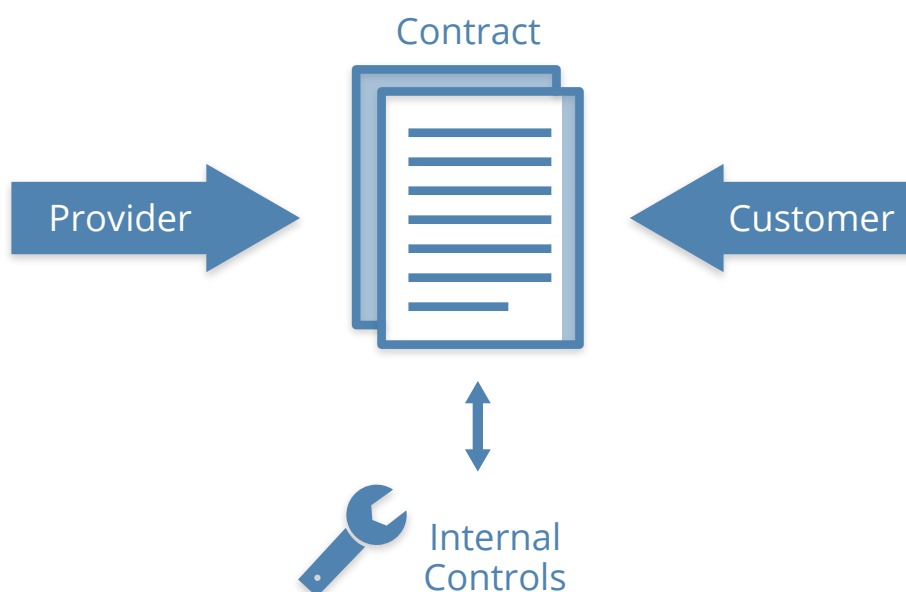 Contract
Provider
Customer
Internal
Controls